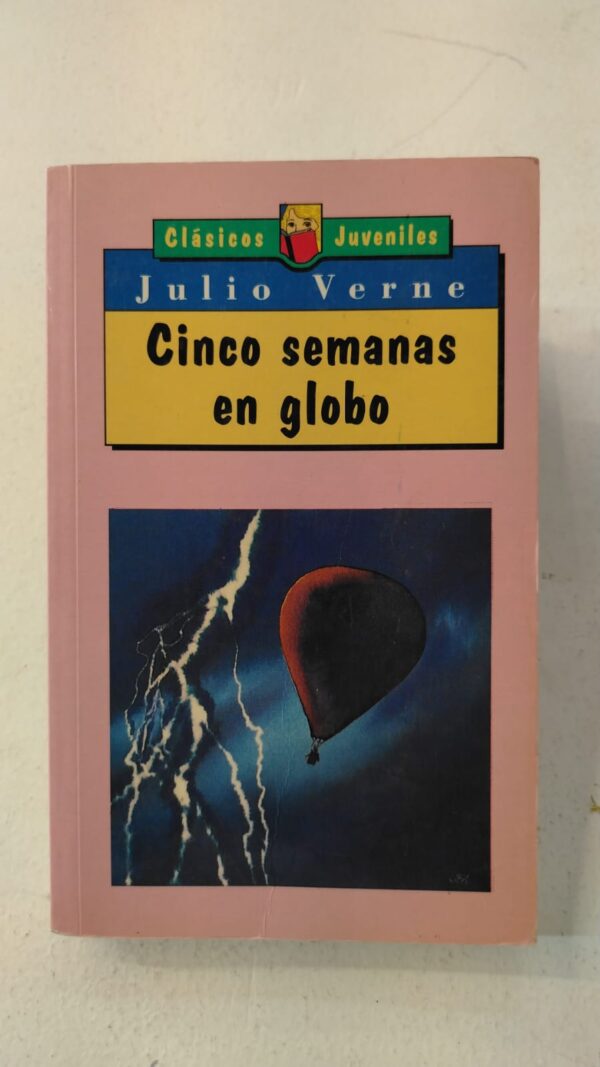 Clásicos Juveniles
Julio Verne
Cinco semanas
en globo